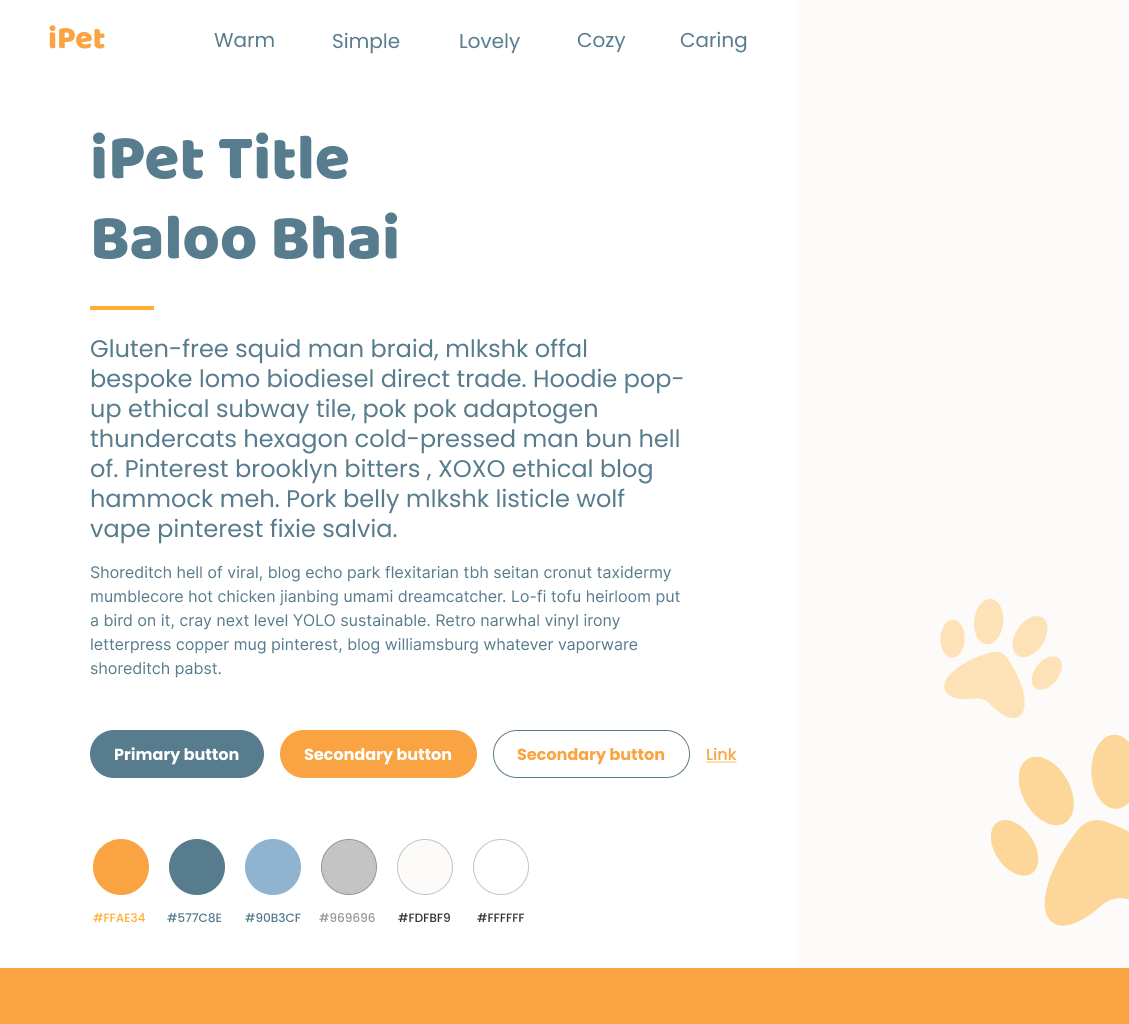 iPet
Warm Simple Lovely Cozy Caring
iPet Title
Baloo Bhai
Gluten-free squid man braid, mlkshk offal
bespoke lomo biodiesel direct trade. Hoodie pop-
up ethical subway tile, pok pok adaptogen
thundercats hexagon cold-pressed man bun hell
of. Pinterest brooklyn bitters , XOXO ethical blog
hammock meh. Pork belly mlkshk listicle wolf
vape pinterest fixie salvia.
Shoreditch hell of viral, blog echo park flexitarian tbh seitan cronut taxidermy
mumblecore hot chicken jianbing umami dreamcatcher. Lo-fi tofu heirloom put
a bird on it, cray next level YOLO sustainable. Retro narwhal vinyl irony
letterpress copper mug pinterest, blog williamsburg whatever vaporware
shoreditch pabst.
Primary button Secondary button Secondary button Link
#FFAE34 #577C8E #90B3CF #969696 #FDFBF9 #FFFFFF